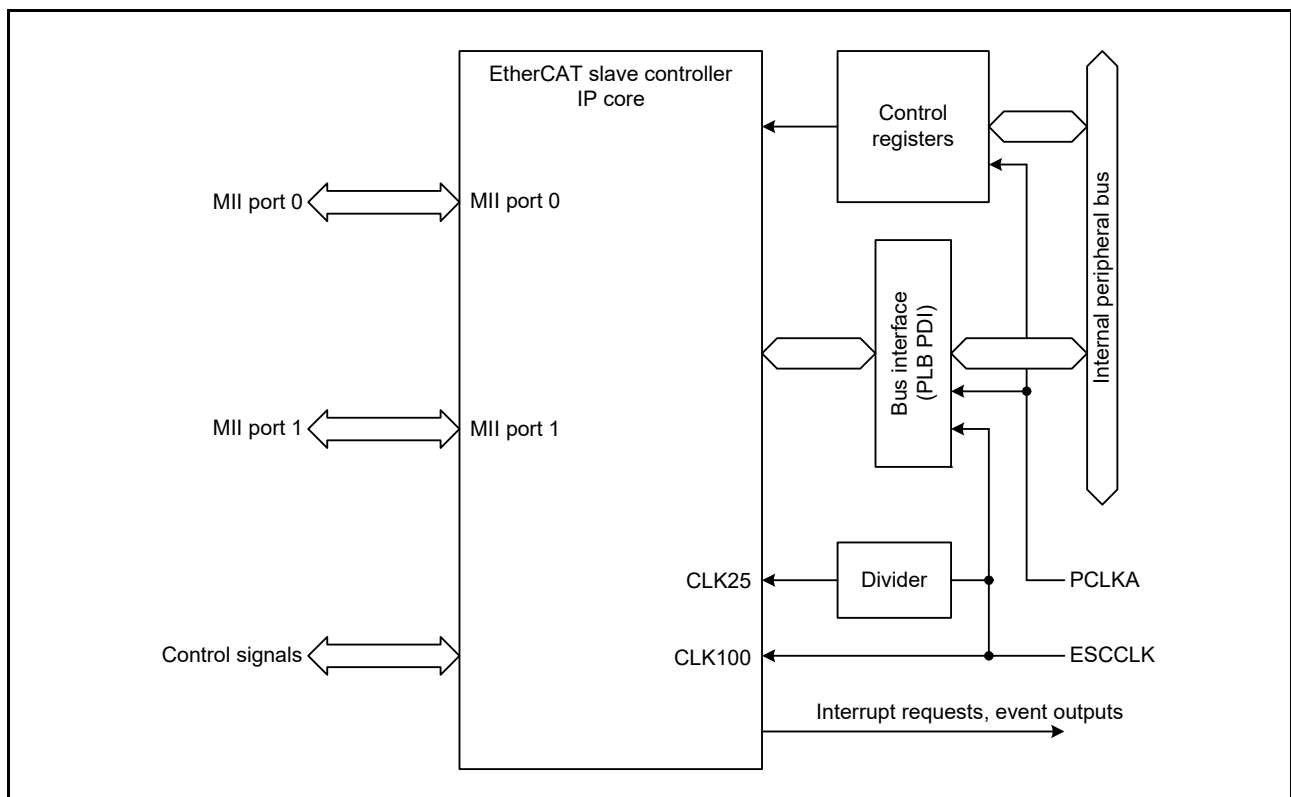 EtherCAT slave controller
IP core
Control
registers
MII port 0
MII port 0
Internal peripheral bus
Bus interface
(PLB PDI)
MII port 1
MII port 1
CLK25
Divider
PCLKA
Control signals
CLK100
ESCCLK
Interrupt requests, event outputs